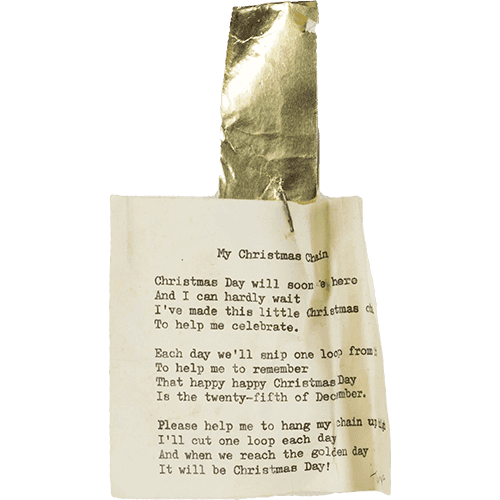 My Christmas Chain
Christmas Day will soon be here
And I can hardly wait
I've made this little Christmas ch
To help me celebrate.
Each day we'll snip one loop from
To help me to remember
That happy happy Christmas Day
Is the twenty-fifth of December.
Please help me to hang my chain up
I'll cut one loop each day
And when we reach the golden day
It will be Christmas Day!